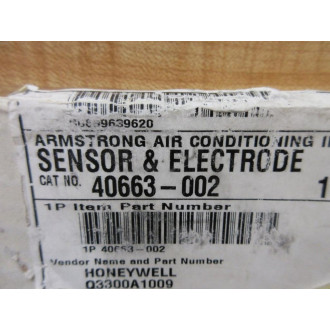 ARMSTRONG AIR CONDITIONING
SENSOR & ELECTRODE
CAT NO. 40663-002 1
1P Item Part Number
1P 40663-002
Vendor Name and Part Number
HONEYWELL
Q3300A1009